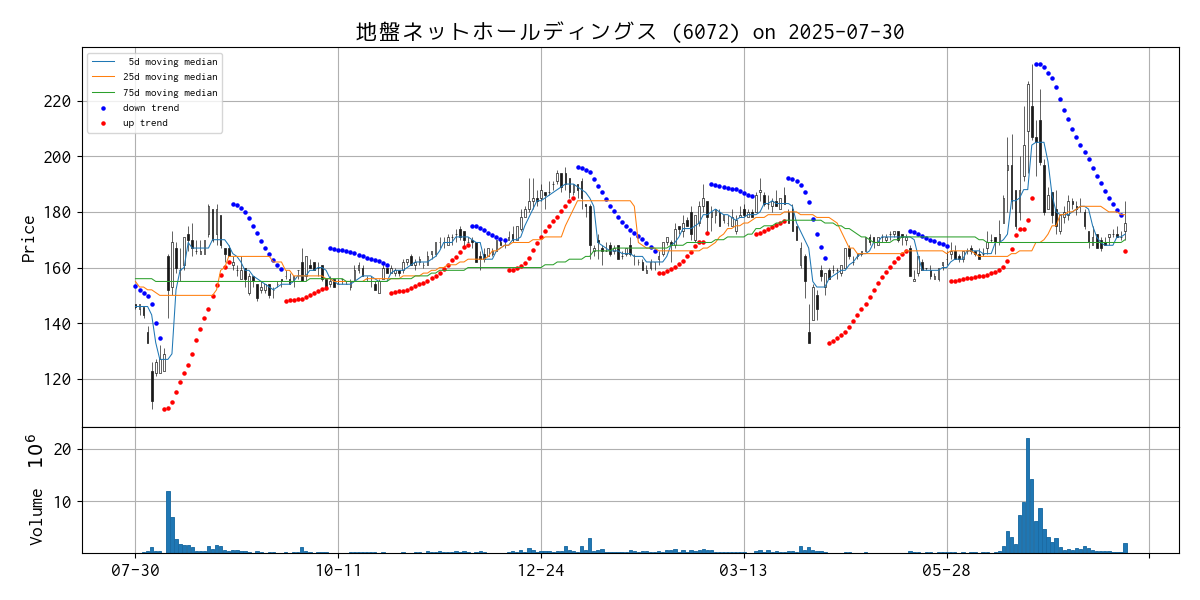 地盤ネットホールディングス (6072) on 2025-07-30
5d moving median
25d moving median
75d moving median
down trend
up trend
Price
220
200
180
160
140
120
Volume 10^6
20
10
07-30 10-11 12-24 03-13 05-28